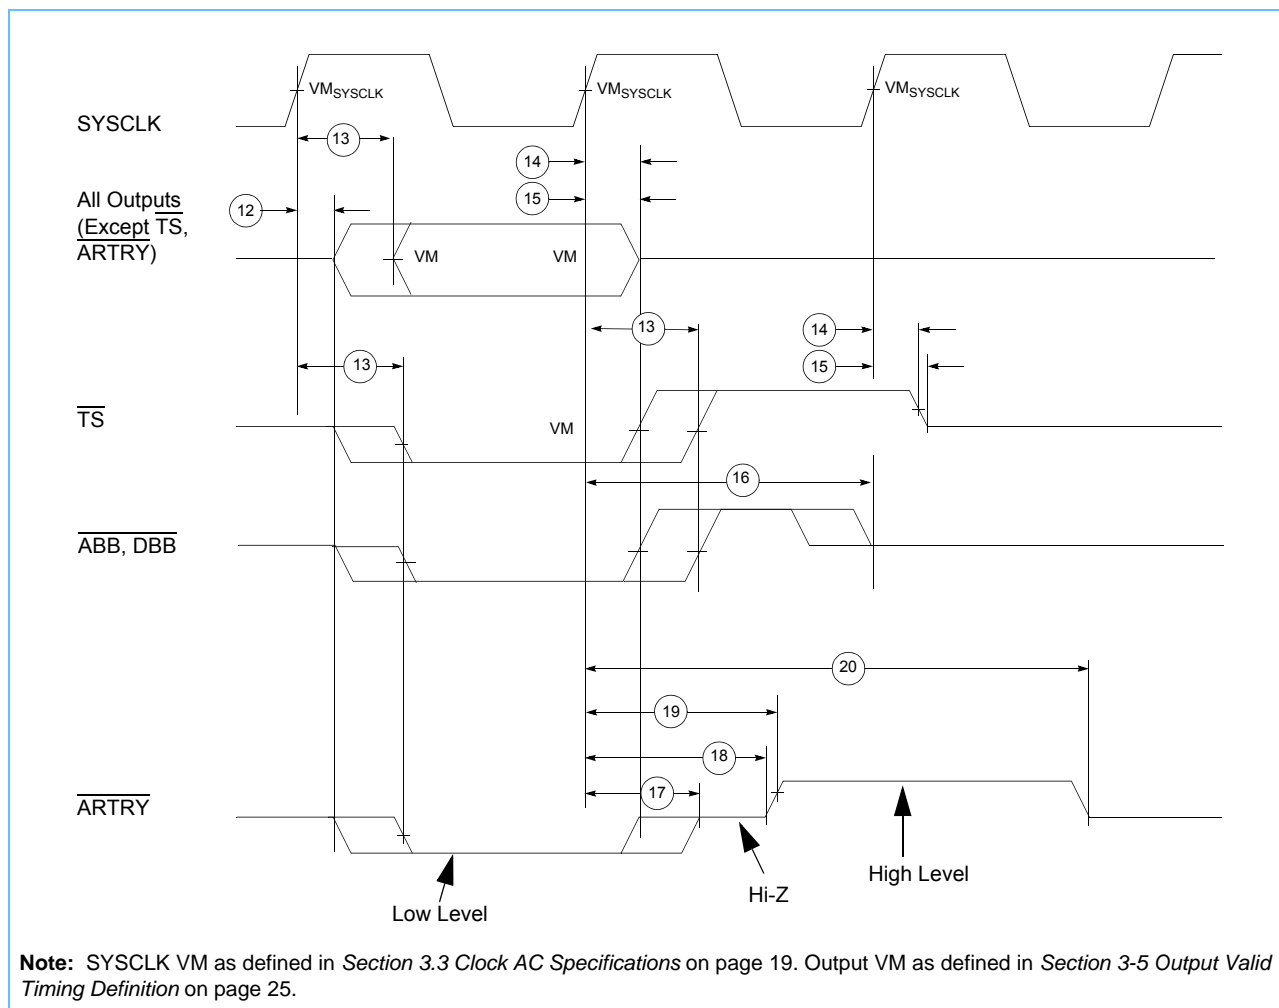 VMSYSCLK
VMSYSCLK
VMSYSCLK
SYSCLK
13
14
All Outputs
(Except TS,
ARTRY)
12
15
VM
VM
13
14
13
15
TS
VM
16
ABB, DBB
20
19
18
17
ARTRY
High Level
Hi-Z
Low Level
Note: SYSCLK VM as defined in Section 3.3 Clock AC Specifications on page 19. Output VM as defined in Section 3-5 Output Valid
Timing Definition on page 25.